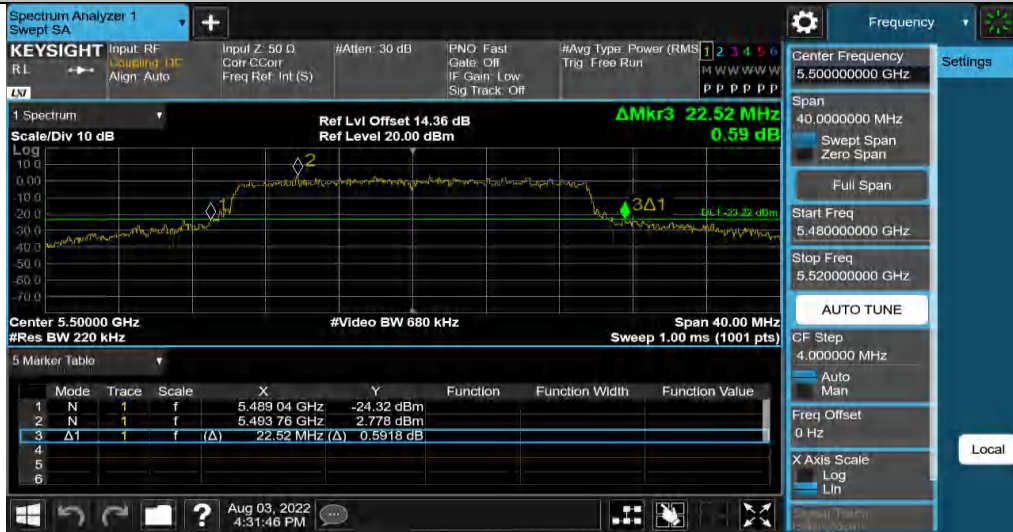 Spectrum Analyzer 1
Swept SA
+
Frequency
KEYSIGHT
RL
LXI
Input: RF
Coupling: DC
Align: Auto
Input Z: 50 Ω
Corr CCorr
Freq Ref: Int (S)
#Atten: 30 dB
PNO: Fast
Gate: Off
IF Gain: Low
Sig Track: Off
#Avg Type: Power (RMS
Trig: Free Run
1 2 3 4 5 6
M W W W W W
P P P P P P
Center Frequency
5.500000000 GHz
Settings
Span
40.0000000 MHz
Swept Span
Zero Span
Full Span
Start Freq
5.480000000 GHz
Stop Freq
5.520000000 GHz
AUTO TUNE
CF Step
4.000000 MHz
Auto
Man
Freq Offset
0 Hz
X Axis Scale
Log
Lin
Local
1 Spectrum
Scale/Div 10 dB
Ref Lvl Offset 14.36 dB
Ref Level 20.00 dBm
ΔMkr3 22.52 MHz
0.59 dB
Log
10.0
0.00
-10.0
-20.0
-30.0
-40.0
-50.0
-60.0
-70.0
1
2
3Δ1
DL1 -23.22 dBm
Center 5.50000 GHz
#Res BW 220 kHz
#Video BW 680 kHz
Span 40.00 MHz
Sweep 1.00 ms (1001 pts)
5 Marker Table
Mode Trace Scale X Y Function Function Width Function Value
1 N 1 f 5.489 04 GHz -24.32 dBm
2 N 1 f 5.493 76 GHz 2.778 dBm
3 Δ1 1 f (Δ) 22.52 MHz (Δ) 0.5918 dB
4
5
6
?
Aug 03, 2022
4:31:46 PM